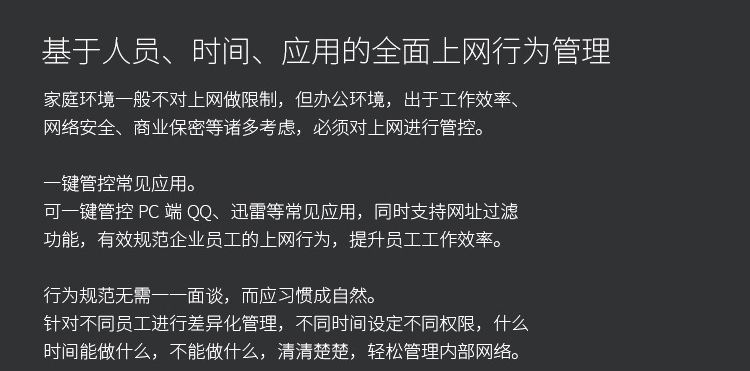 基于人员、时间、应用的全面上网行为管理
家庭环境一般不对上网做限制，但办公环境，出于工作效率、
网络安全、商业保密等诸多考虑，必须对上网进行管控。
一键管控常见应用。
可一键管控 PC 端 QQ、迅雷等常见应用，同时支持网址过滤
功能，有效规范企业员工的上网行为，提升员工工作效率。
行为规范无需一一面谈，而应习惯成自然。
针对不同员工进行差异化管理，不同时间设定不同权限，什么
时间能做什么，不能做什么，清清楚楚，轻松管理内部网络。